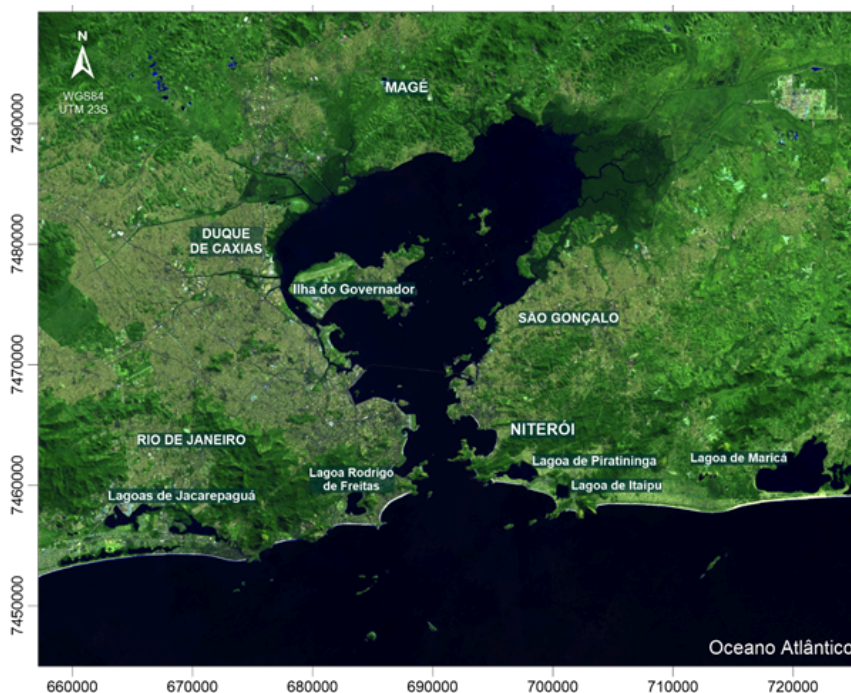 N
WGS84
UTM 23S
MAGÉ
7490000
DUQUE
DE CAXIAS
7480000
Ilha do Governador
SÃO GONÇALO
7470000
NITERÓI
RIO DE JANEIRO
Lagoa de Piratininga
Lagoa de Maricá
Lagoa Rodrigo
de Freitas
Lagoa de Itaipu
7460000
Lagoas de Jacarepaguá
7450000
Oceano Atlântico
660000
670000
680000
690000
700000
710000
720000